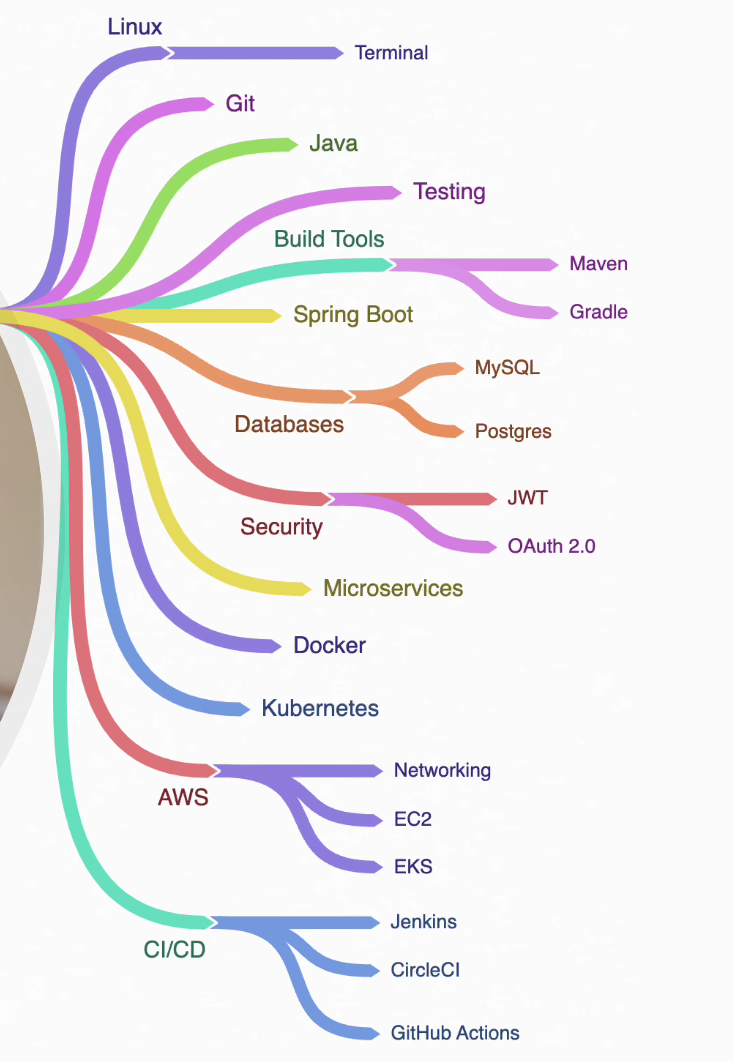 Linux
Terminal
Git
Java
Testing
Build Tools
Maven
Gradle
Spring Boot
Databases
MySQL
Postgres
Security
JWT
OAuth 2.0
Microservices
Docker
Kubernetes
AWS
Networking
EC2
EKS
CI/CD
Jenkins
CircleCI
GitHub Actions